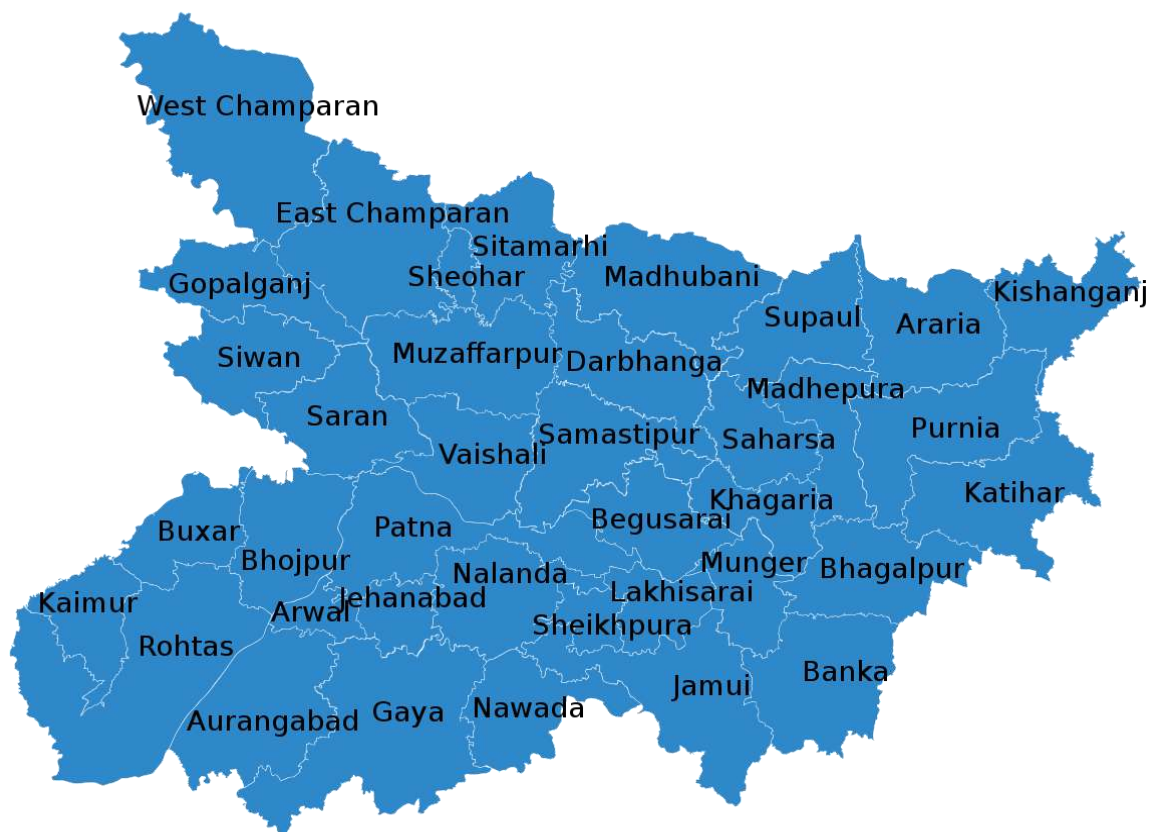 West Champaran
East Champaran
Sitamarhi
Sheohar
Madhubani
Gopalganj
Kishanganj
Supaul
Araria
Siwan
Muzaffarpur
Darbhanga
Madhepura
Saran
Vaishali
Samastipur
Saharsa
Purnia
Khagaria
Katihar
Buxar
Patna
Begusarai
Bhojpur
Nalanda
Munger
Bhagalpur
Kaimur
Arwal
Jehanabad
Lakhisarai
Sheikhpura
Rohtas
Banka
Jamui
Aurangabad
Gaya
Nawada